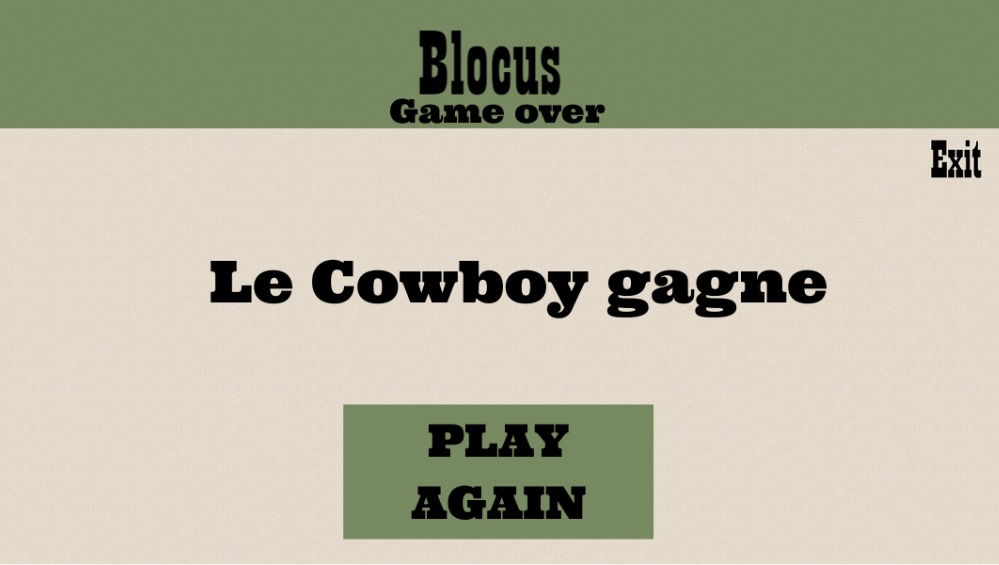 Blocus
Game over
Exit
Le Cowboy gagne
PLAY
AGAIN